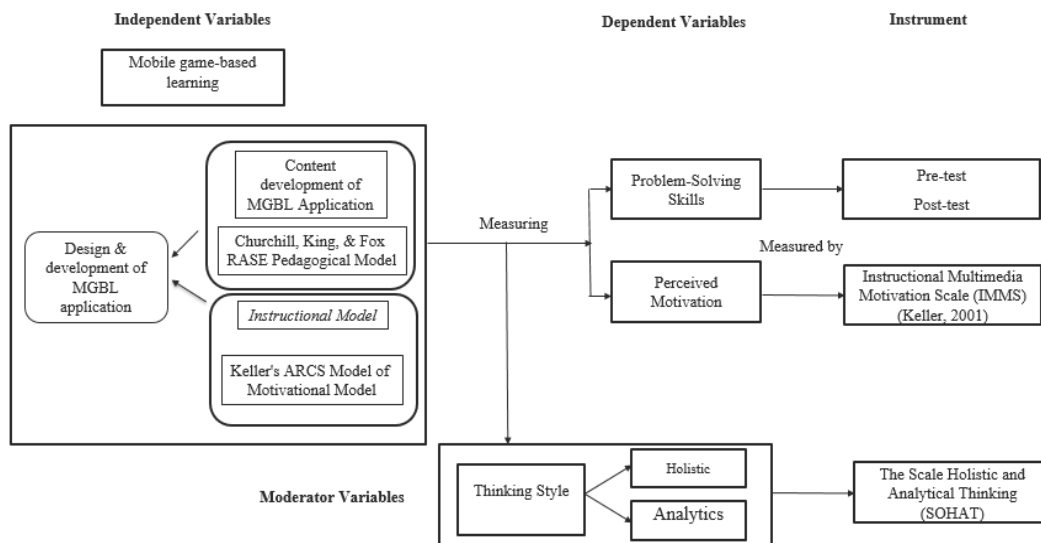 Independent Variables
Dependent Variables
Instrument
Mobile game-based
learning
Content
development of
MGBL Application
Churchill, King, & Fox
RASE Pedagogical Model
Design &
development of
MGBL
application
Instructional Model
Keller's ARCS Model of
Motivational Model
Measuring
Problem-Solving
Skills
Pre-test
Post-test
Measured by
Perceived
Motivation
Instructional Multimedia
Motivation Scale (IMMS)
(Keller, 2001)
Moderator Variables
Thinking Style
Holistic
Analytics
The Scale Holistic and
Analytical Thinking
(SOHAT)